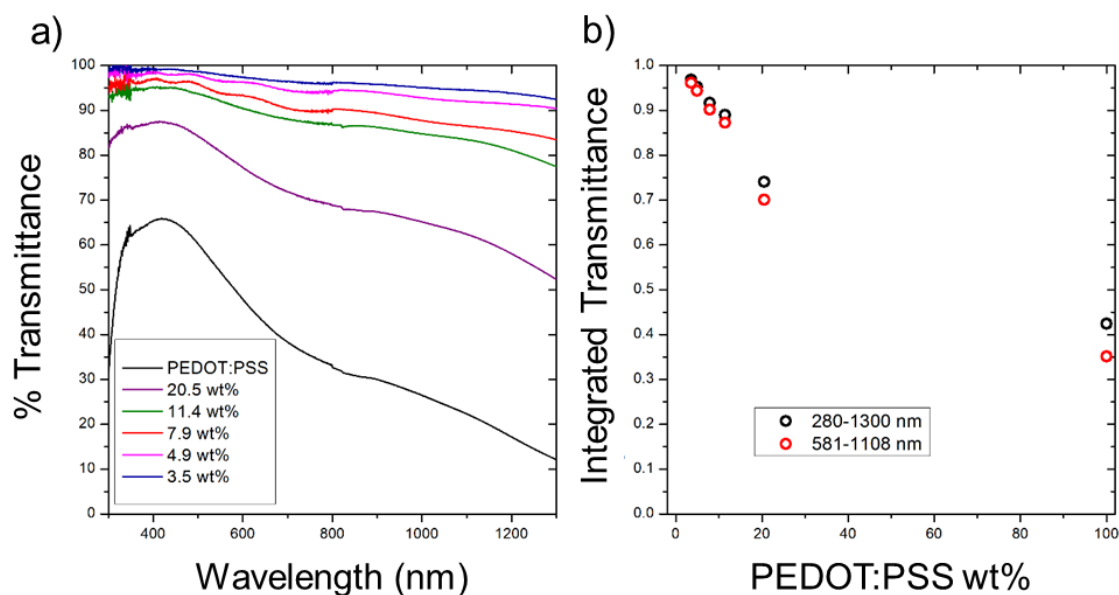 a)
% Transmittance
100
90
80
70
60
50
40
30
20
10
0
PEDOT:PSS
20.5 wt%
11.4 wt%
7.9 wt%
4.9 wt%
3.5 wt%
400 600 800 1000 1200
Wavelength (nm)
b)
Integrated Transmittance
1.0
0.9
0.8
0.7
0.6
0.5
0.4
0.3
0.2
0.1
0.0
280-1300 nm
581-1108 nm
0 20 40 60 80 100
PEDOT:PSS wt%